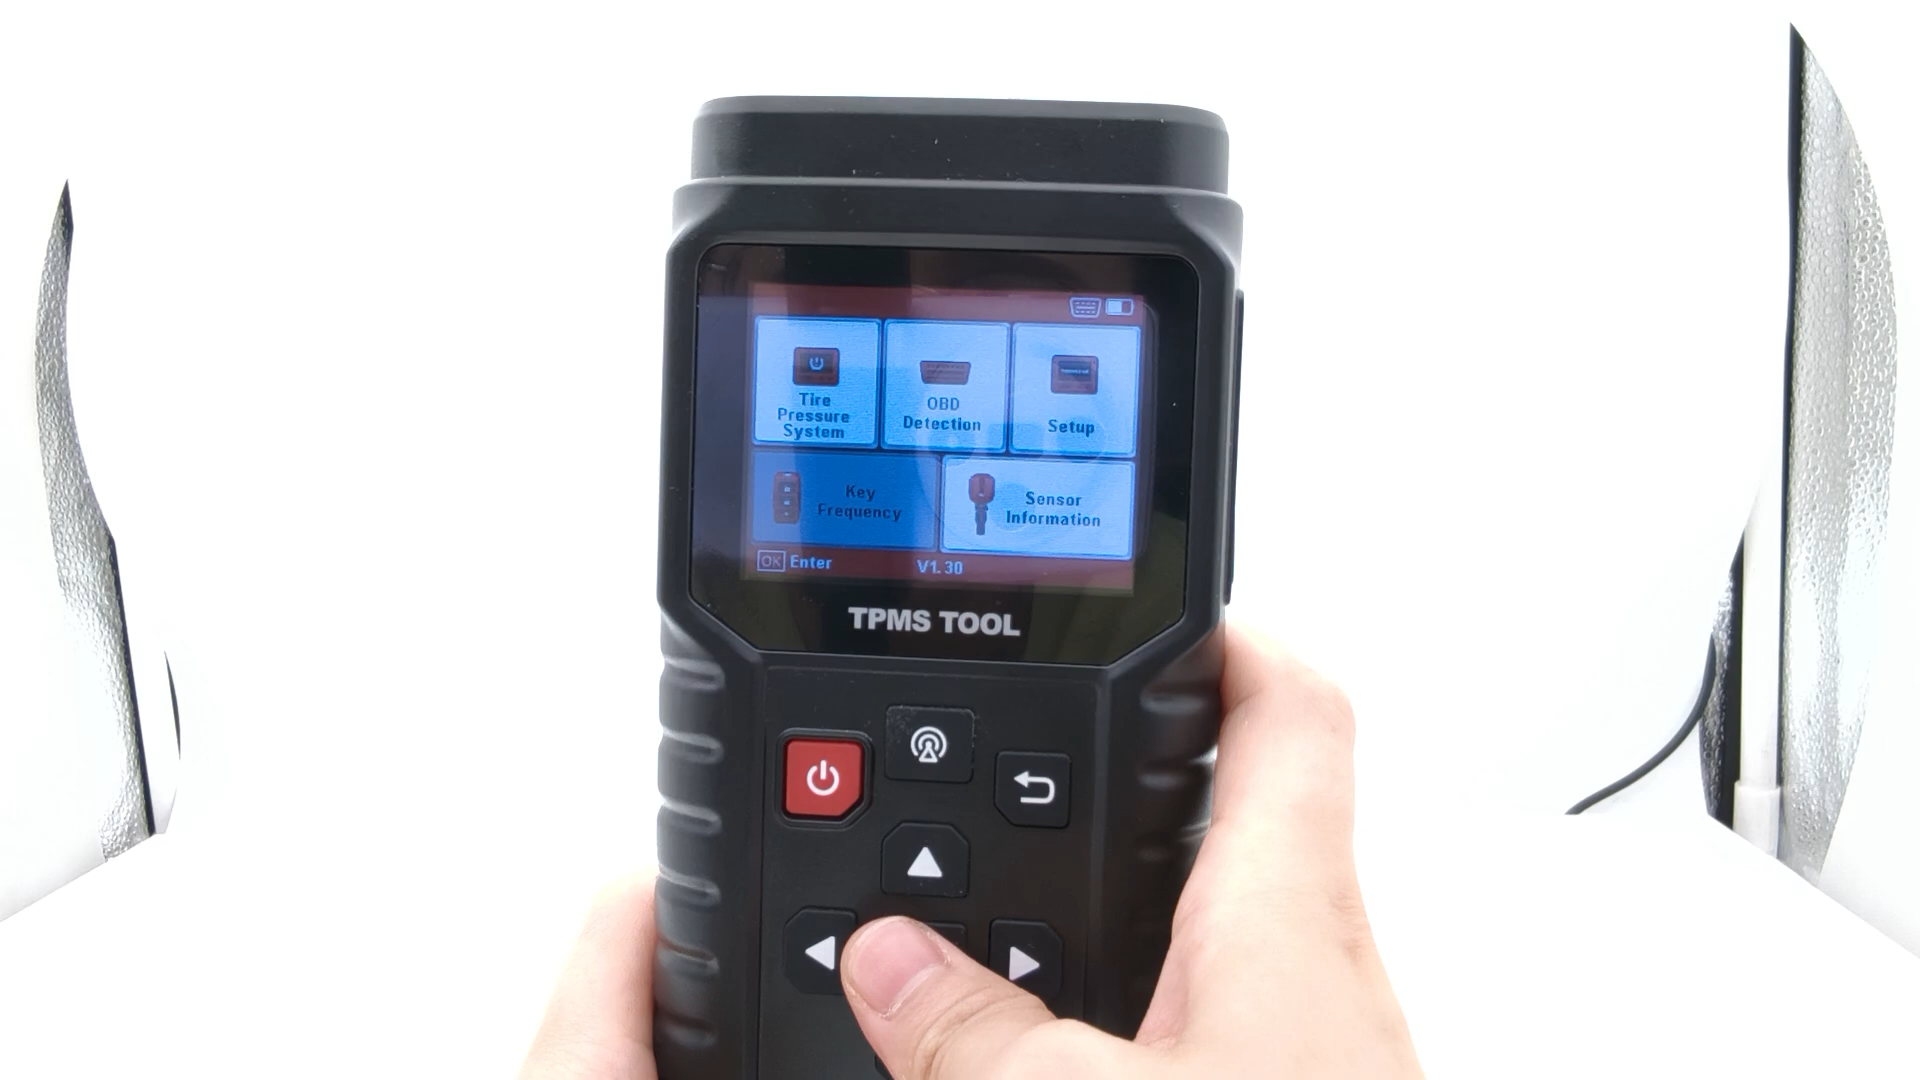 Tire
Pressure
System
OBD
Detection
Setup
Key
Frequency
Sensor
Information
OK Enter
V1.30
TPMS TOOL